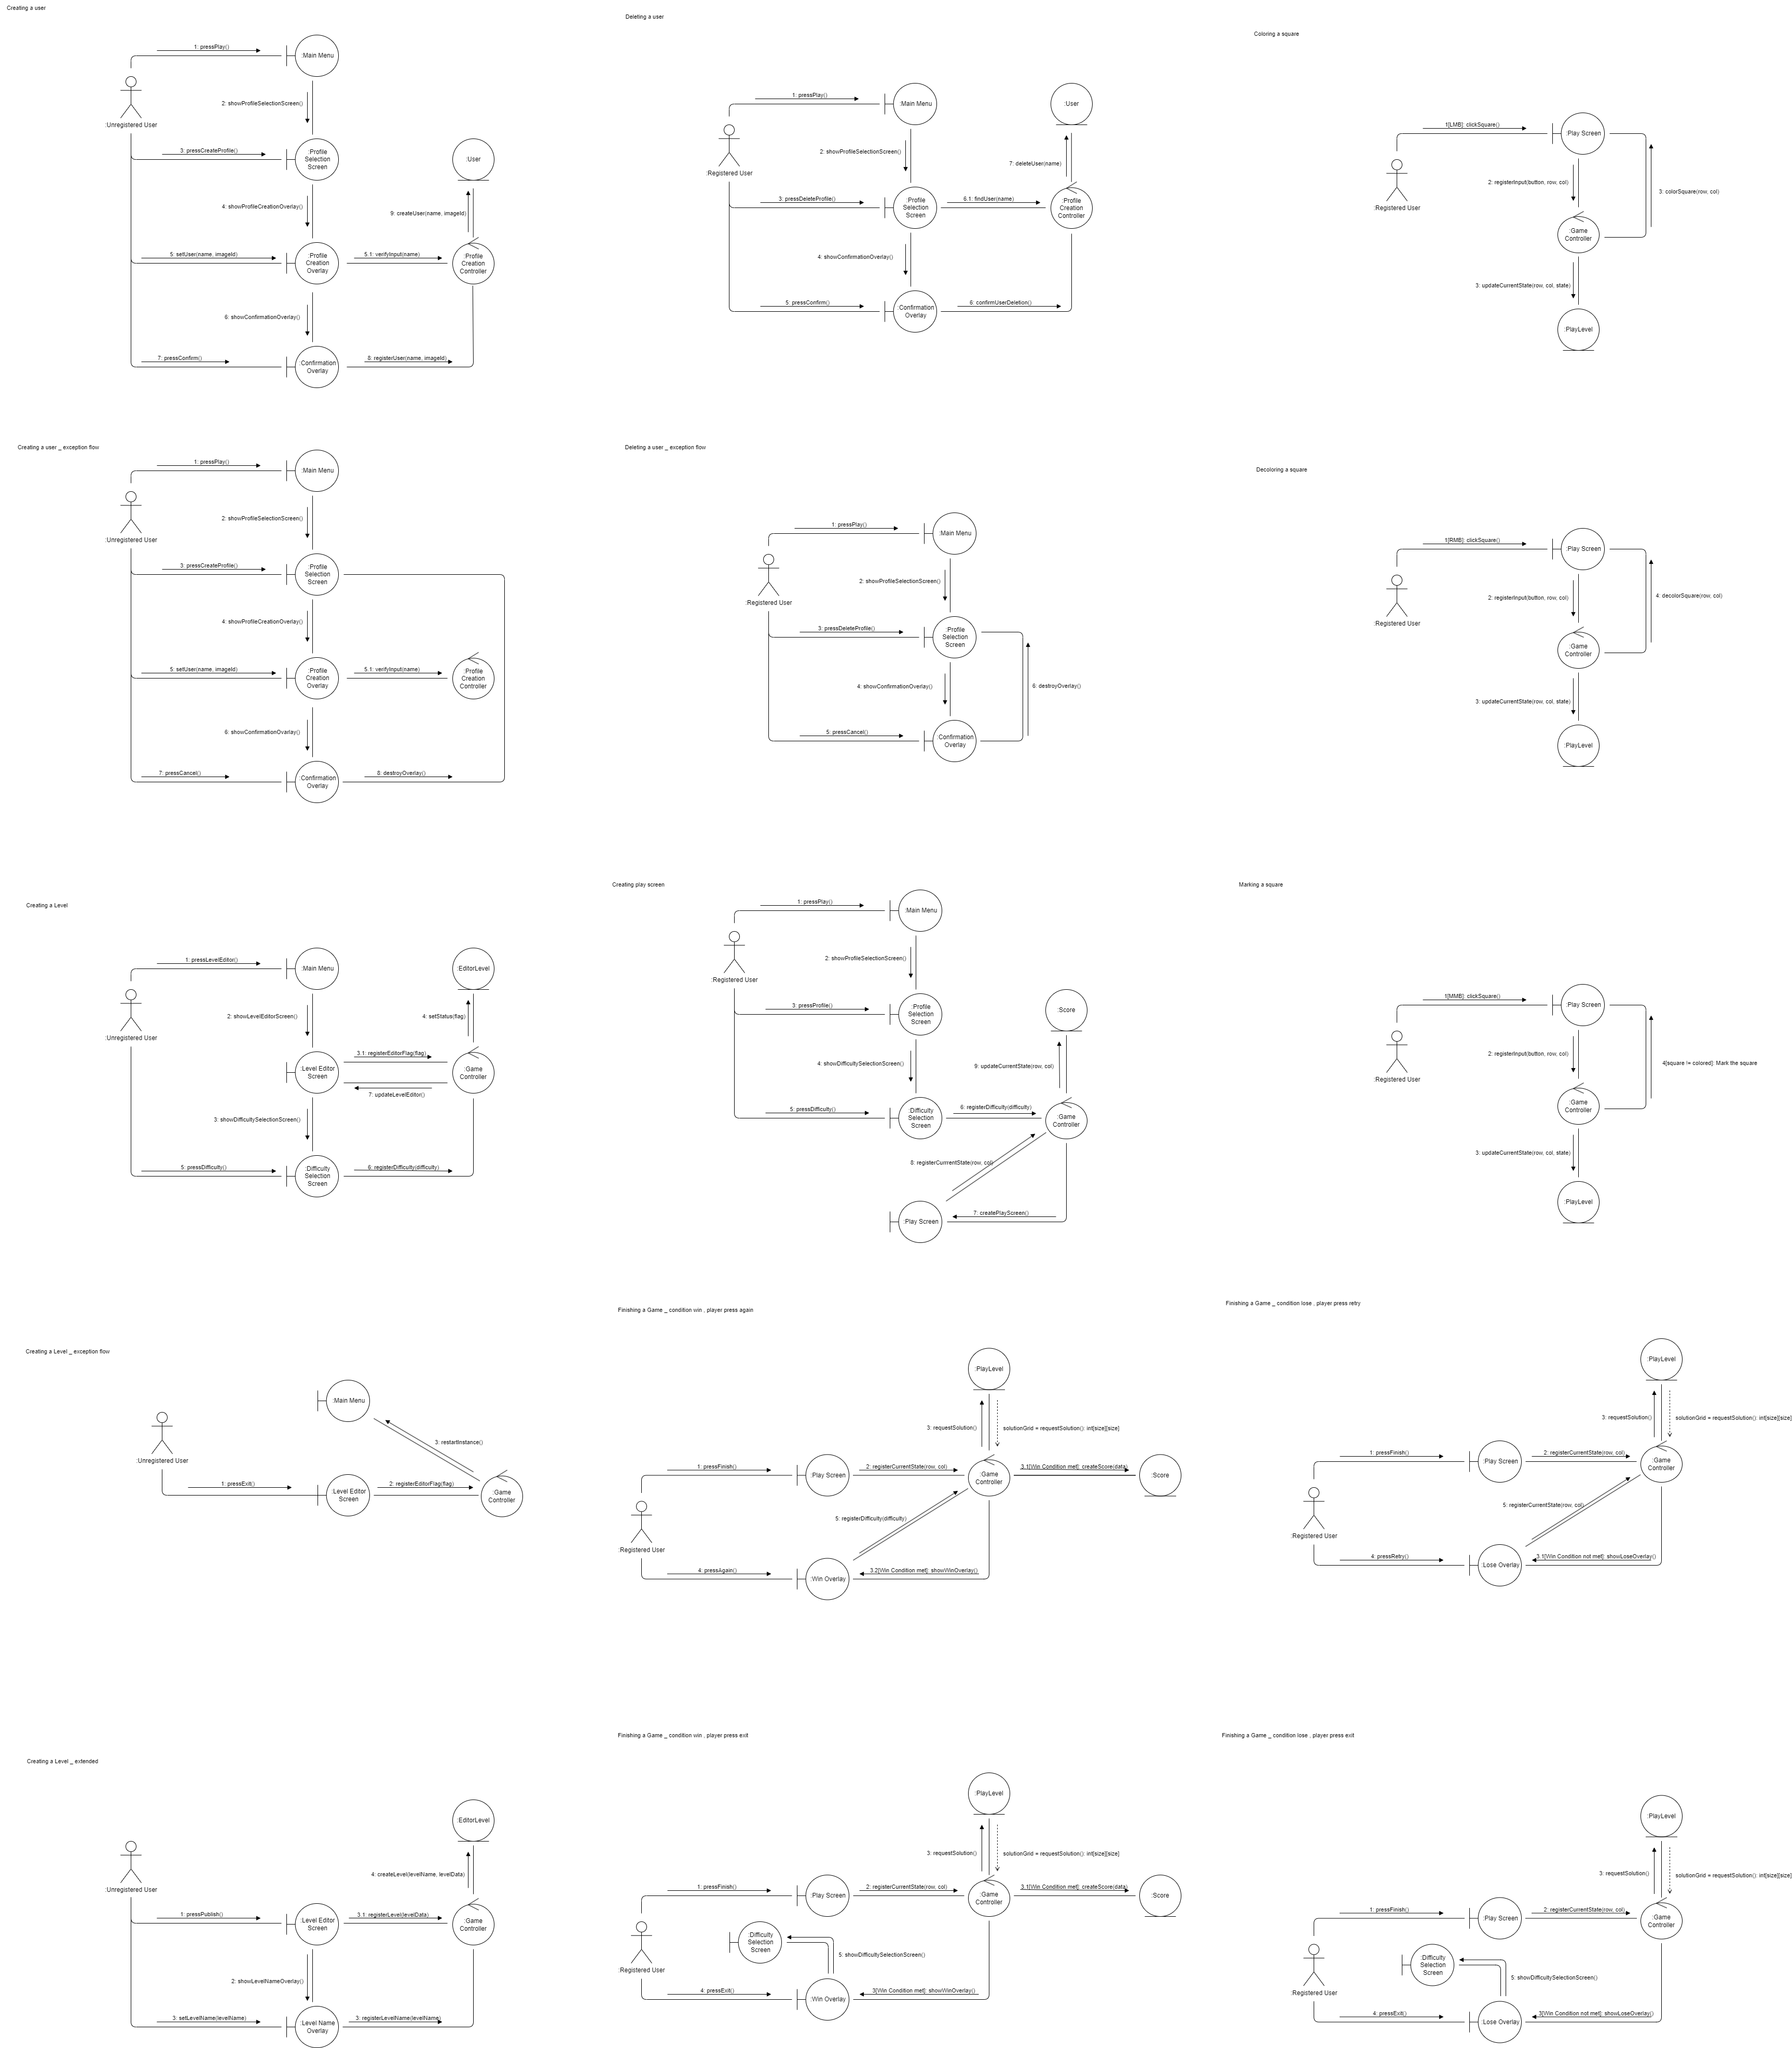 Creating a user
1: pressPlay()
:Main Menu
:Unregistered User
2: showProfileSelectionScreen()
3: pressCreateProfile()
:Profile
Selection
Screen
:User
4: showProfileCreationOverlay()
9: createUser(name, imageId)
5: setUser(name, imageId)
:Profile
Creation
Overlay
5.1: verifyInput(name)
:Profile
Creation
Controller
6: showConfirmationOverlay()
7: pressConfirm()
:Confirmation
Overlay
8: registerUser(name, imageId)
Deleting a user
1: pressPlay()
:Main Menu
:User
:Registered User
2: showProfileSelectionScreen()
7: deleteUser(name)
3: pressDeleteProfile()
:Profile
Selection
Screen
6.1: findUser(name)
:Profile
Creation
Controller
4: showConfirmationOverlay()
5: pressConfirm()
:Confirmation
Overlay
6: confirmUserDeletion()
Coloring a square
1[LMB]: clickSquare()
:Play Screen
:Registered User
2: registerInput(button, row, col)
3: colorSquare(row, col)
:Game
Controller
3: updateCurrentState(row, col, state)
:PlayLevel
Creating a user _ exception flow
1: pressPlay()
:Main Menu
:Unregistered User
2: showProfileSelectionScreen()
3: pressCreateProfile()
:Profile
Selection
Screen
4: showProfileCreationOverlay()
5: setUser(name, imageId)
:Profile
Creation
Overlay
5.1: verifyInput(name)
:Profile
Creation
Controller
6: showConfirmationOvarlay()
7: pressCancel()
:Confirmation
Overlay
8: destroyOverlay()
Deleting a user _ exception flow
1: pressPlay()
:Main Menu
:Registered User
2: showProfileSelectionScreen()
3: pressDeleteProfile()
:Profile
Selection
Screen
4: showConfirmationOverlay()
6: destroyOverlay()
5: pressCancel()
:Confirmation
Overlay
Decoloring a square
1[RMB]: clickSquare()
:Play Screen
:Registered User
2: registerInput(button, row, col)
4: decolorSquare(row, col)
:Game
Controller
3: updateCurrentState(row, col, state)
:PlayLevel
Creating a Level
1: pressLevelEditor()
:Main Menu
:EditorLevel
:Unregistered User
2: showLevelEditorScreen()
4: setStatus(flag)
:Level Editor
Screen
3.1: registerEditorFlag(flag)
:Game
Controller
7: updateLevelEditor()
3: showDifficultySelectionScreen()
5: pressDifficulty()
:Difficulty
Selection
Screen
6: registerDifficulty(difficulty)
Creating play screen
1: pressPlay()
:Main Menu
:Registered User
2: showProfileSelectionScreen()
3: pressProfile()
:Profile
Selection
Screen
:Score
4: showDifficultySelectionScreen()
9: updateCurrentState(row, col)
5: pressDifficulty()
:Difficulty
Selection
Screen
6: registerDifficulty(difficulty)
:Game
Controller
8: registerCurrrentState(row, col)
:Play Screen
7: createPlayScreen()
Marking a square
1[MMB]: clickSquare()
:Play Screen
:Registered User
2: registerInput(button, row, col)
4[square != colored]: Mark the square
:Game
Controller
3: updateCurrentState(row, col, state)
:PlayLevel
Creating a Level _ exception flow
:Main Menu
:Unregistered User
3: restartInstance()
1: pressExit()
:Level Editor
Screen
2: registerEditorFlag(flag)
:Game
Controller
Finishing a Game _ condition win , player press again
:PlayLevel
3: requestSolution()
solutionGrid = requestSolution(): int[size][size]
1: pressFinish()
:Play Screen
2: registerCurrentState(row, col)
:Game
Controller
3.1[Win Condition met]: createScore(data)
:Score
:Registered User
5: registerDifficulty(difficulty)
4: pressAgain()
:Win Overlay
3.2[Win Condition met]: showWinOverlay()
Finishing a Game _ condition lose , player press retry
:PlayLevel
3: requestSolution()
solutionGrid = requestSolution(): int[size][size]
1: pressFinish()
:Play Screen
2: registerCurrentState(row, col)
:Game
Controller
:Registered User
5: registerCurrentState(row, col)
4: pressRetry()
:Lose Overlay
3.1[Win Condition not met]: showLoseOverlay()
Creating a Level _ extended
:EditorLevel
:Unregistered User
4: createLevel(levelName, levelData)
1: pressPublish()
:Level Editor
Screen
3.1: registerLevel(levelData)
:Game
Controller
2: showLevelNameOverlay()
3: setLevelName(levelName)
:Level Name
Overlay
3: registerLevelName(levelName)
Finishing a Game _ condition win , player press exit
:PlayLevel
3: requestSolution()
solutionGrid = requestSolution(): int[size][size]
1: pressFinish()
:Play Screen
2: registerCurrentState(row, col)
:Game
Controller
3.1[Win Condition met]: createScore(data)
:Score
:Registered User
:Difficulty
Selection
Screen
5: showDifficultySelectionScreen()
4: pressExit()
:Win Overlay
3[Win Condition met]: showWinOverlay()
Finishing a Game _ condition lose , player press exit
:PlayLevel
3: requestSolution()
solutionGrid = requestSolution(): int[size][size]
1: pressFinish()
:Play Screen
2: registerCurrentState(row, col)
:Game
Controller
:Registered User
:Difficulty
Selection
Screen
5: showDifficultySelectionScreen()
4: pressExit()
:Lose Overlay
3[Win Condition not met]: showLoseOverlay()